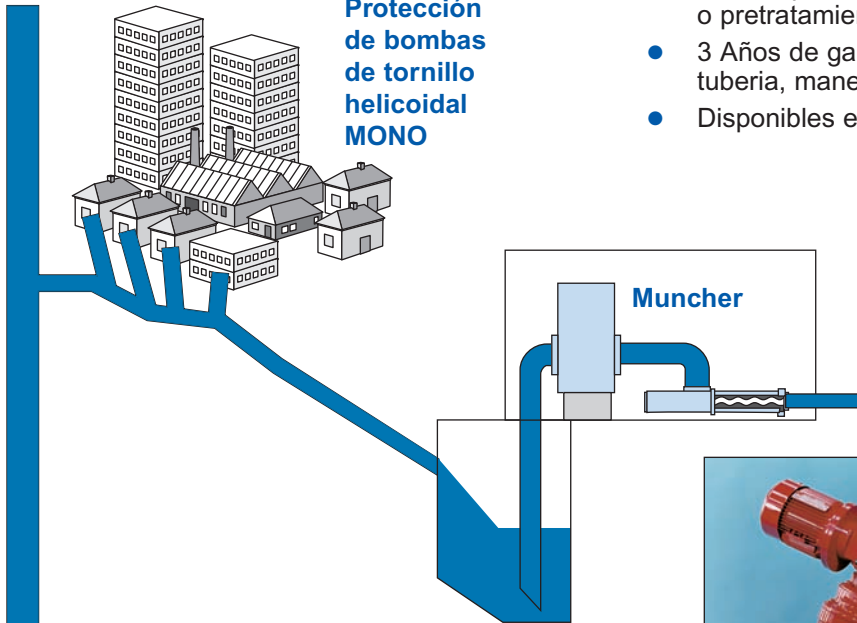 Protección
de bombas
de tornillo
helicoidal
MONO
o pretratamien
3 Años de ga
tuberia, mane
Disponibles e
Muncher